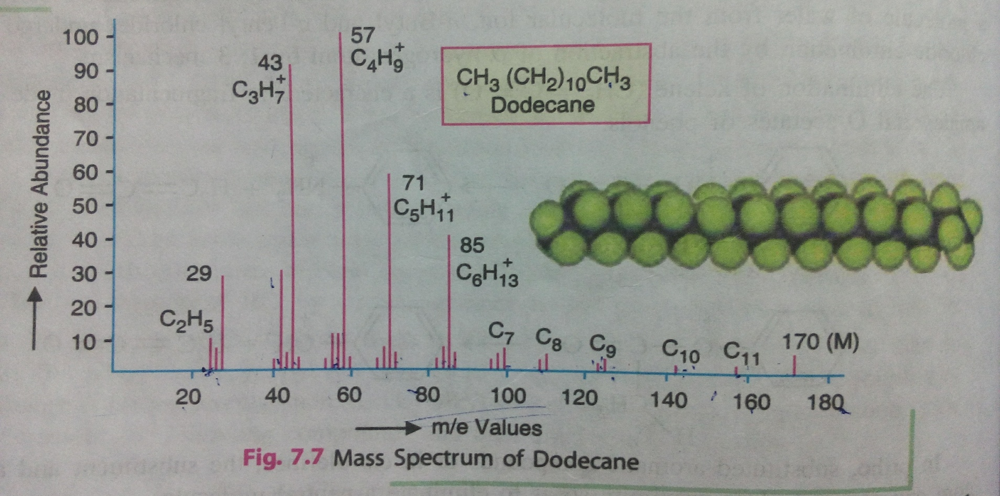 100
90
80
70
60
50
40
30
20
10
Relative Abundance
57
C₄H₉⁺
43
C₃H₇⁺
CH₃ (CH₂)₁₀CH₃
Dodecane
71
C₅H₁₁⁺
85
C₆H₁₃⁺
29
C₂H₅
C₇
C₈
C₉
C₁₀
C₁₁
170 (M)
20 40 60 80 100 120 140 160 180
m/e Values
Fig. 7.7 Mass Spectrum of Dodecane